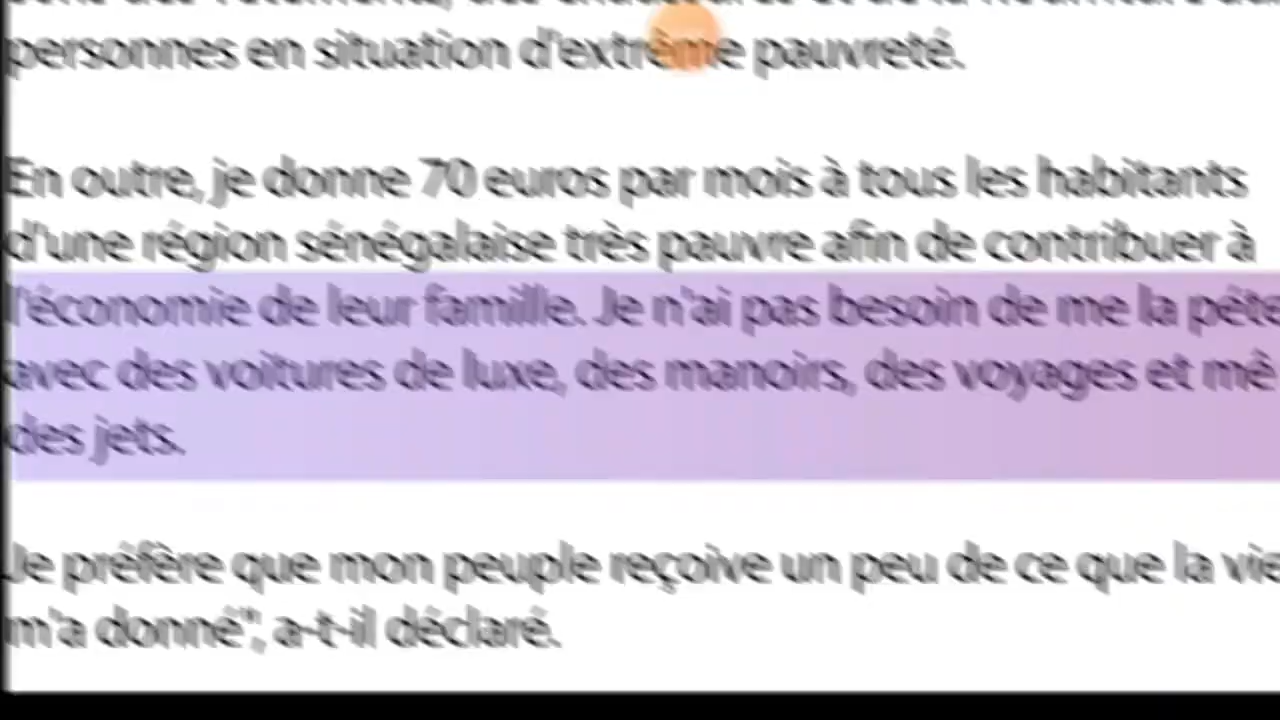 personnes en situation d'extrême pauvreté.
En outre, je donne 70 euros par mois à tous les habitants
d'une région sénégalaise très pauvre afin de contribuer à
l'économie de leur famille. Je n'ai pas besoin de me la péte
avec des voitures de luxe, des manoirs, des voyages et mê
des jets.
Je préfère que mon peuple reçoive un peu de ce que la vie
m'a donné", a-t-il déclaré.